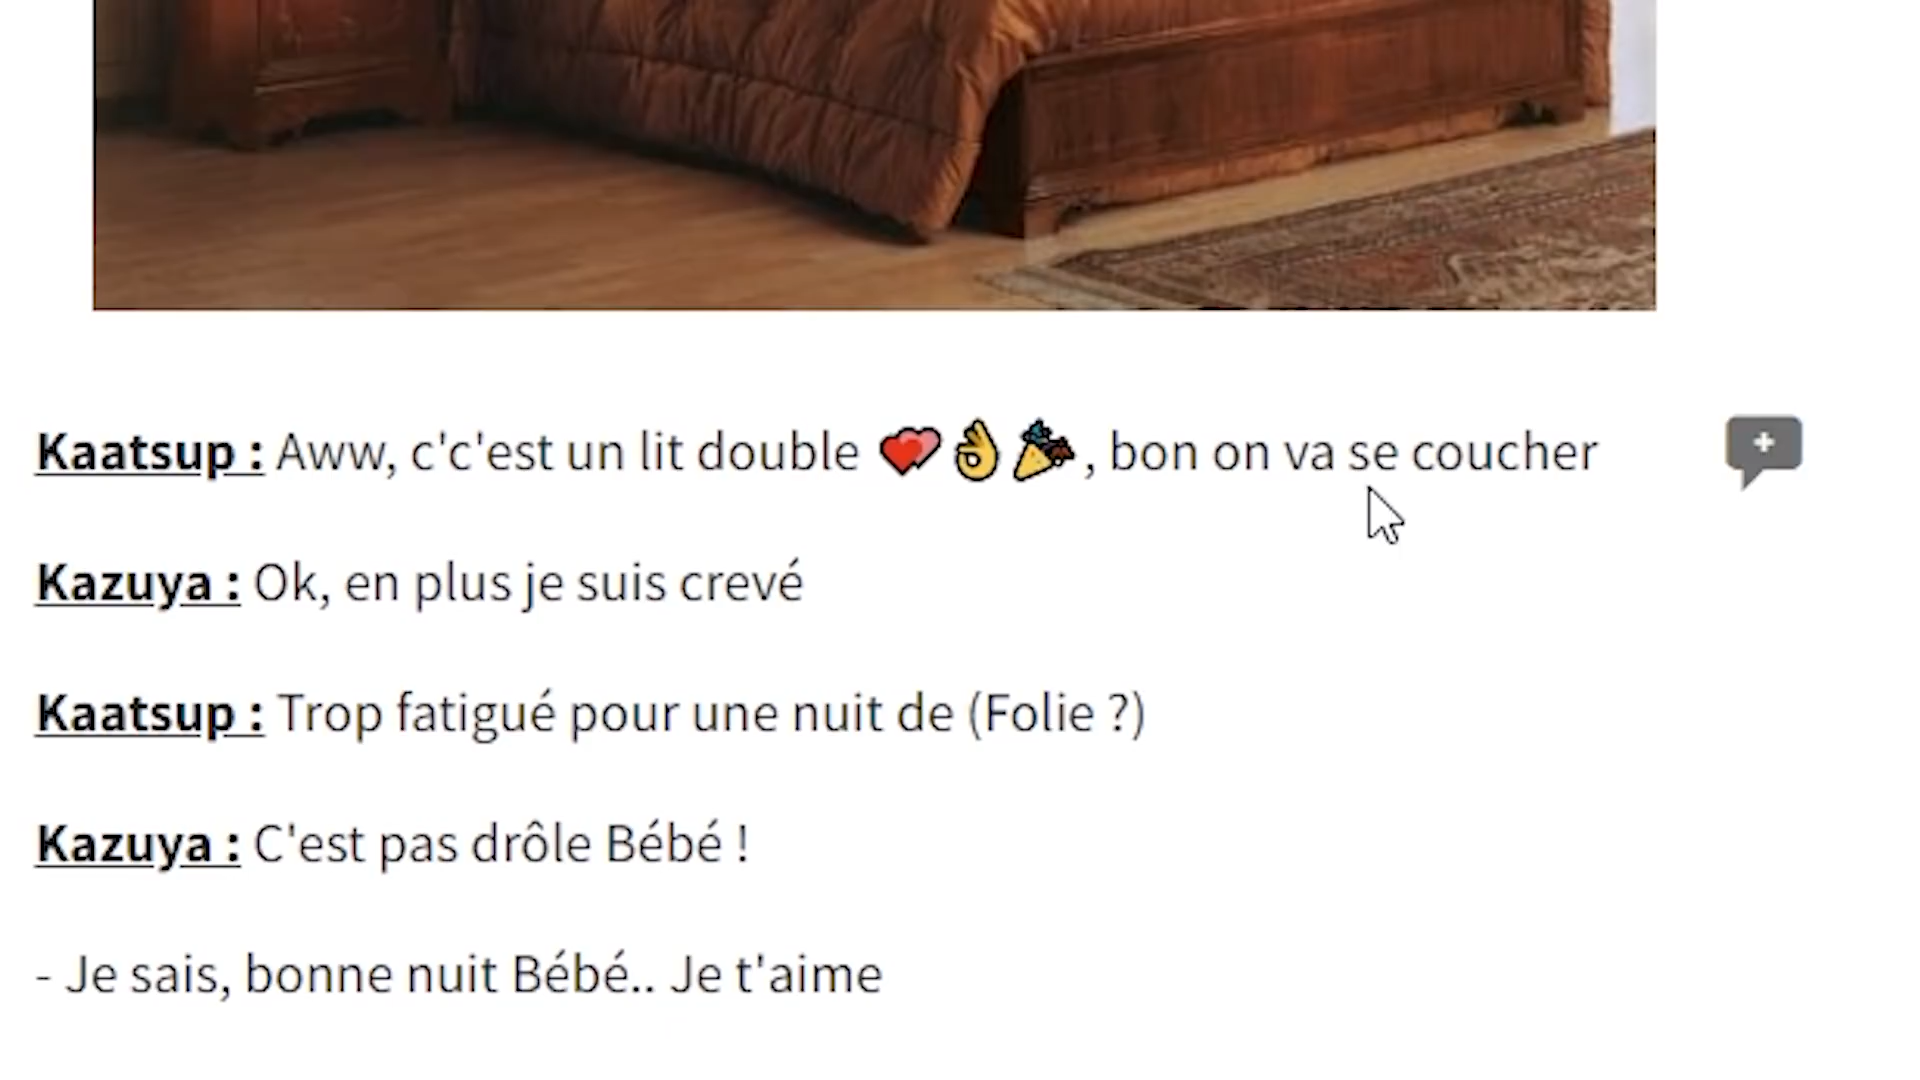 Kaatsup : Aww, c'c'est un lit double 💕👌🎉, bon on va se coucher
Kazuya : Ok, en plus je suis crevé
Kaatsup : Trop fatigué pour une nuit de (Folie ?)
Kazuya : C'est pas drôle Bébé !
- Je sais, bonne nuit Bébé.. Je t'aime